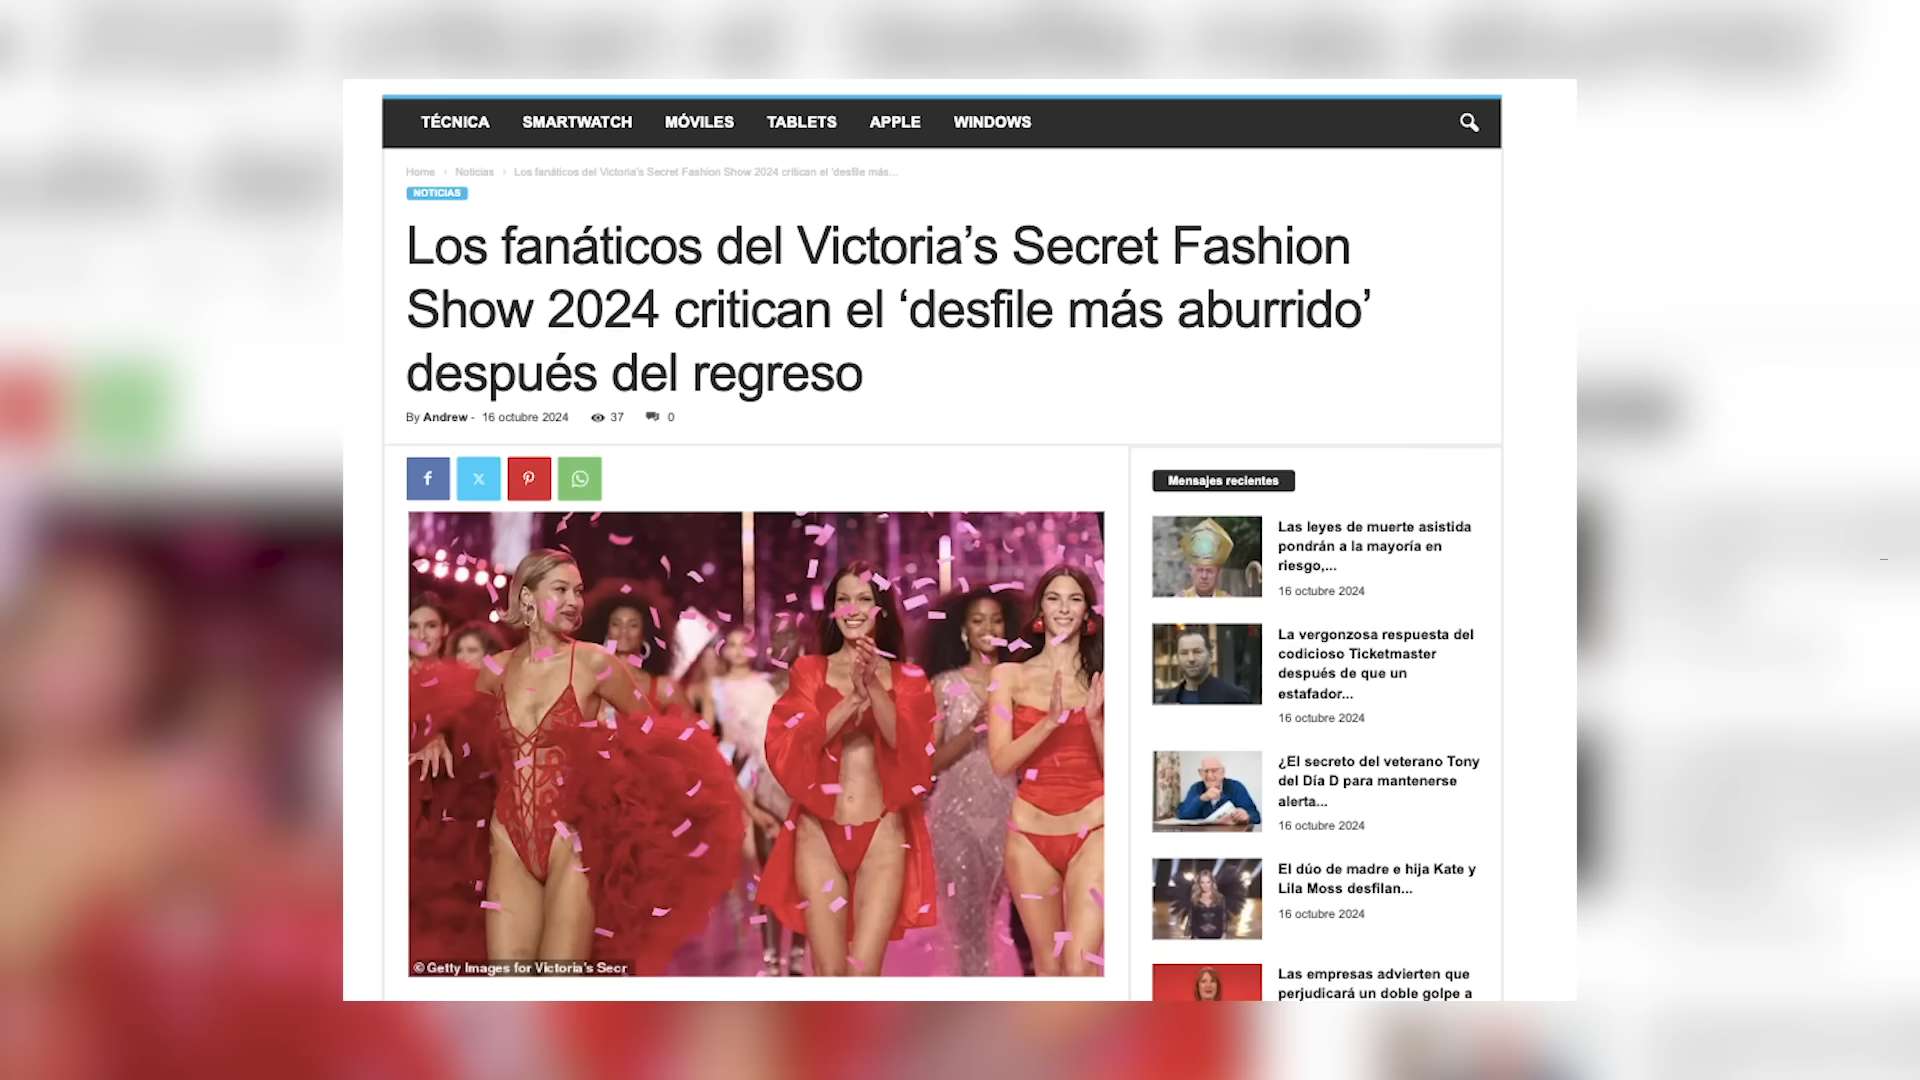 TÉCNICA SMARTWATCH MÓVILES TABLETS APPLE WINDOWS
Home › Noticias › Los fanáticos del Victoria's Secret Fashion Show 2024 critican el 'desfile más...
NOTICIAS
Los fanáticos del Victoria’s Secret Fashion
Show 2024 critican el ‘desfile más aburrido’
después del regreso
By Andrew - 16 octubre 2024 37 0
© Getty Images for Victoria's Secr
Mensajes recientes
Las leyes de muerte asistida
pondrán a la mayoría en
riesgo,...
16 octubre 2024
La vergonzosa respuesta del
codicioso Ticketmaster
después de que un
estafador...
16 octubre 2024
¿El secreto del veterano Tony
del Día D para mantenerse
alerta...
16 octubre 2024
El dúo de madre e hija Kate y
Lila Moss desfilan...
16 octubre 2024
Las empresas advierten que
perjudicará un doble golpe a